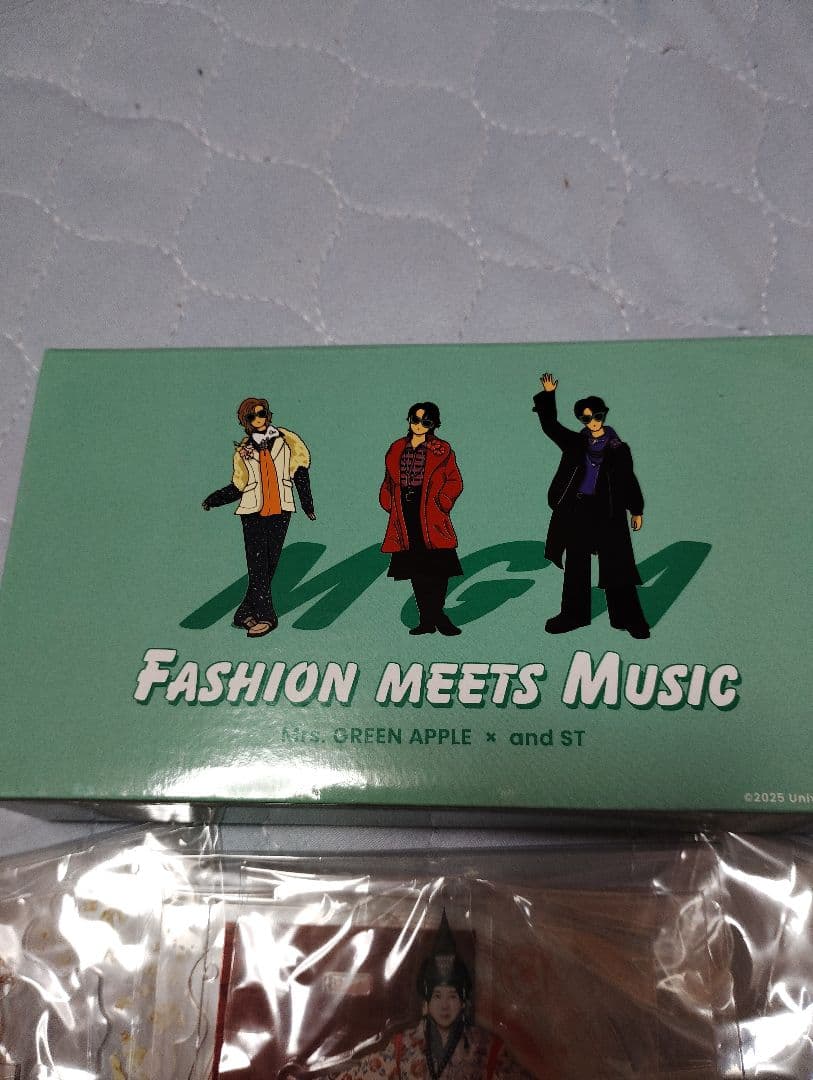 MGA
FASHION MEETS MUSIC
Mrs. GREEN APPLE × and ST
©2025 Univ